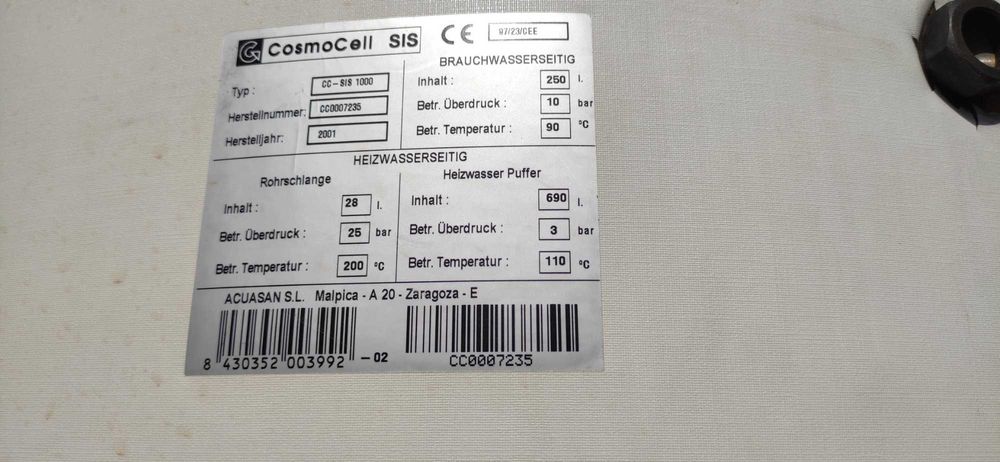 CosmoCell SIS
CE 97/23/CEE
Typ : CC-SIS 1000
Herstellnummer: CC0007235
Herstelljahr: 2001
BRAUCHWASSERSEITIG
Inhalt : 250 l.
Betr. Überdruck : 10 bar
Betr. Temperatur : 90 °C
HEIZWASSERSEITIG
Rohrschlange
Inhalt : 28 l.
Betr. Überdruck : 25 bar
Betr. Temperatur : 200 °C
Heizwasser Puffer
Inhalt : 690 l.
Betr. Überdruck : 3 bar
Betr. Temperatur : 110 °C
ACUASAN S.L. Malpica - A 20 - Zaragoza - E
8 430352 003992 -02
CC0007235